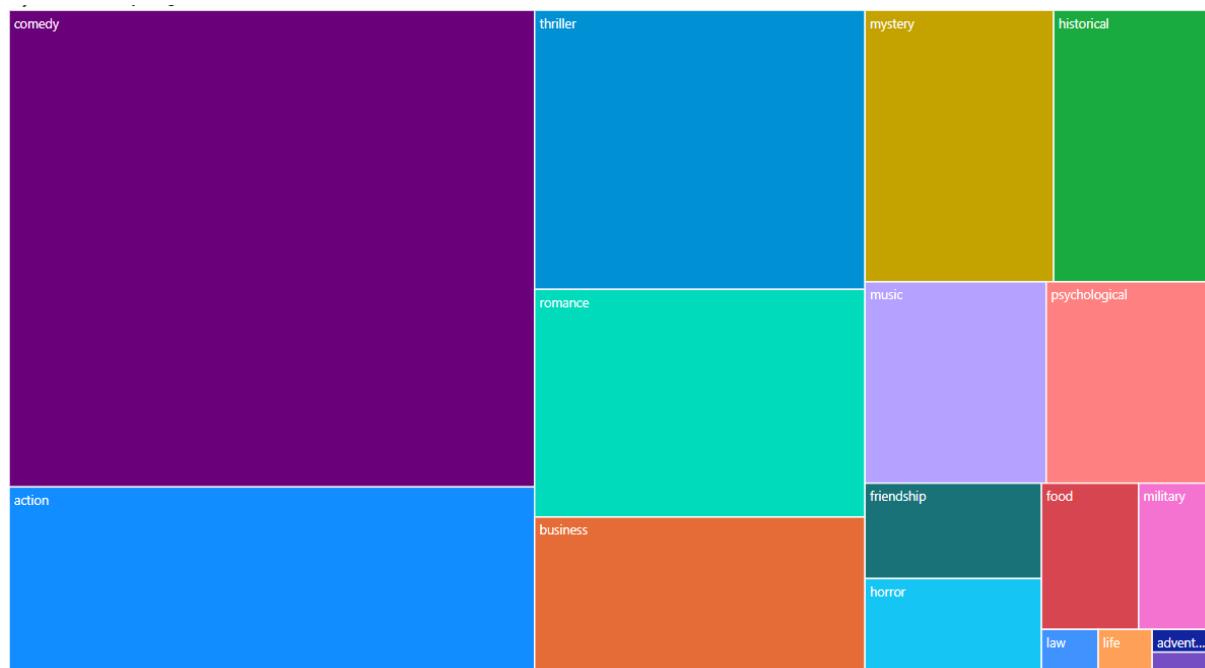 comedy
thriller
mystery
historical
romance
music
psychological
action
friendship
food
military
business
horror
law
life
advent...